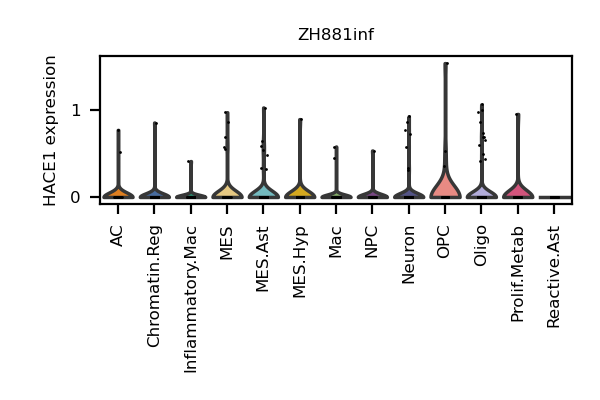 ZH881inf
HACE1 expression
1
0
AC
Chromatin.Reg
Inflammatory.Mac
MES
MES.Ast
MES.Hyp
Mac
NPC
Neuron
OPC
Oligo
Prolif.Metab
Reactive.Ast